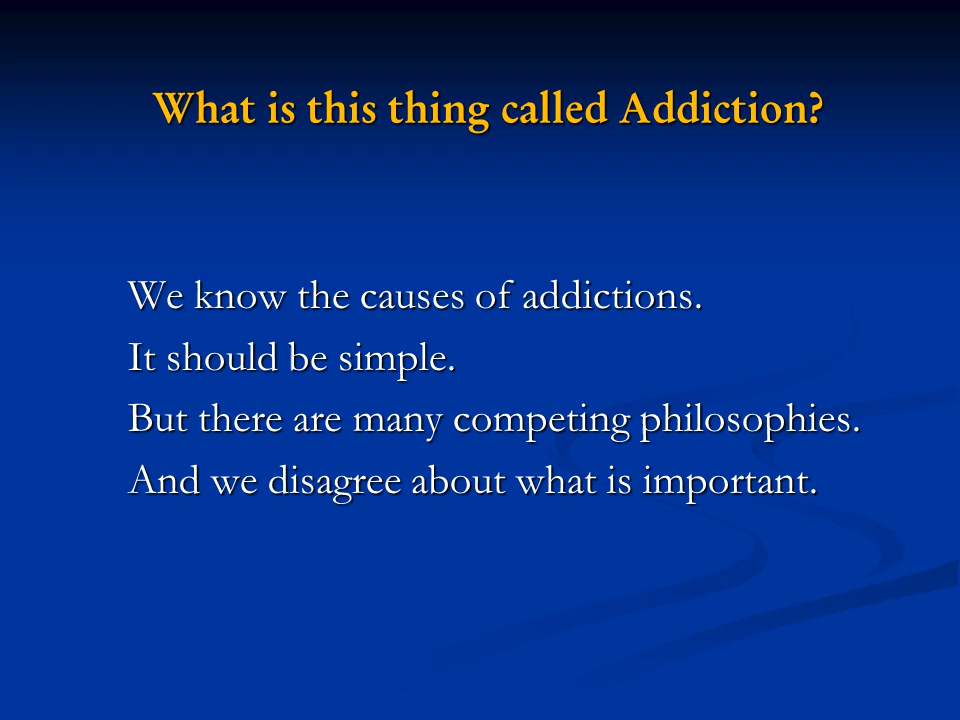 What is this thing called Addiction?
We know the causes of addictions.
It should be simple.
But there are many competing philosophies.
And we disagree about what is important.